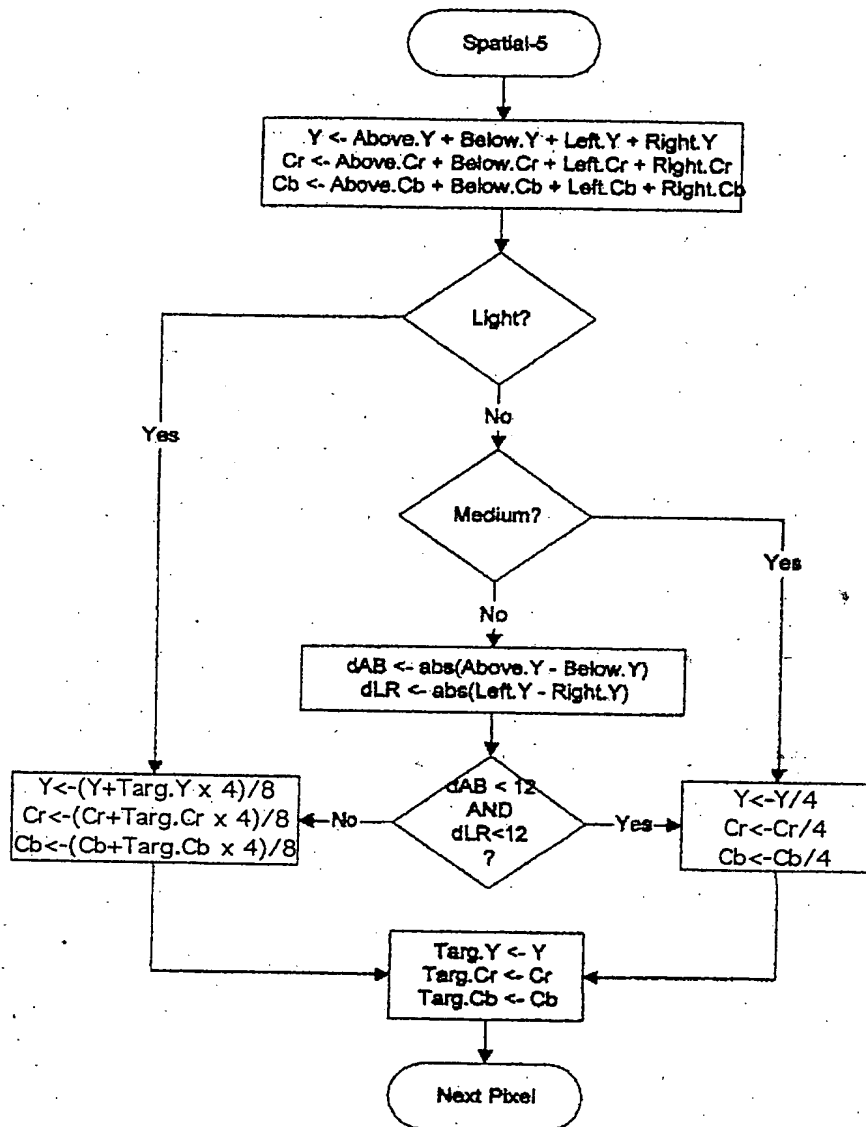 Spatial-5
Y <- Above.Y + Below.Y + Left.Y + Right.Y
Cr <- Above.Cr + Below.Cr + Left.Cr + Right.Cr
Cb <- Above.Cb + Below.Cb + Left.Cb + Right.Cb
Light?
No
Yes
Medium?
Yes
No
dAB <- abs(Above.Y - Below.Y)
dLR <- abs(Left.Y - Right.Y)
Y<-(Y+Targ.Y x 4)/8
Cr<-(Cr+Targ.Cr x 4)/8
Cb<-(Cb+Targ.Cb x 4)/8
No
dAB < 12
AND
dLR<12
?
Yes
Y<-Y/4
Cr<-Cr/4
Cb<-Cb/4
Targ.Y <- Y
Targ.Cr <- Cr
Targ.Cb <- Cb
Next Pixel